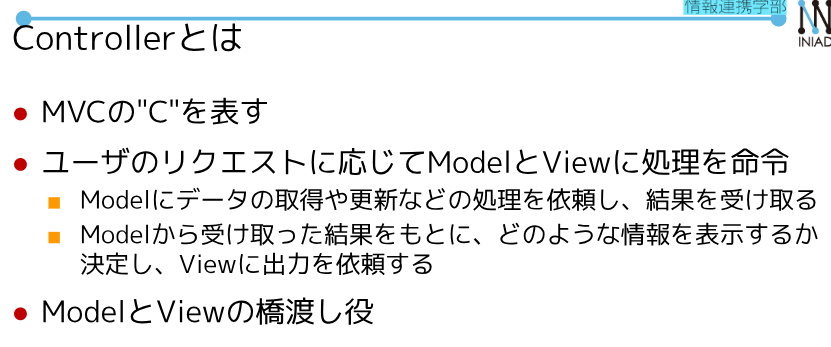 情報連携学部
INIAD
Controllerとは
MVCの"C"を表す
ユーザのリクエストに応じてModelとViewに処理を命令
Modelにデータの取得や更新などの処理を依頼し、結果を受け取る
Modelから受け取った結果をもとに、どのような情報を表示するか
決定し、Viewに出力を依頼する
ModelとViewの橋渡し役